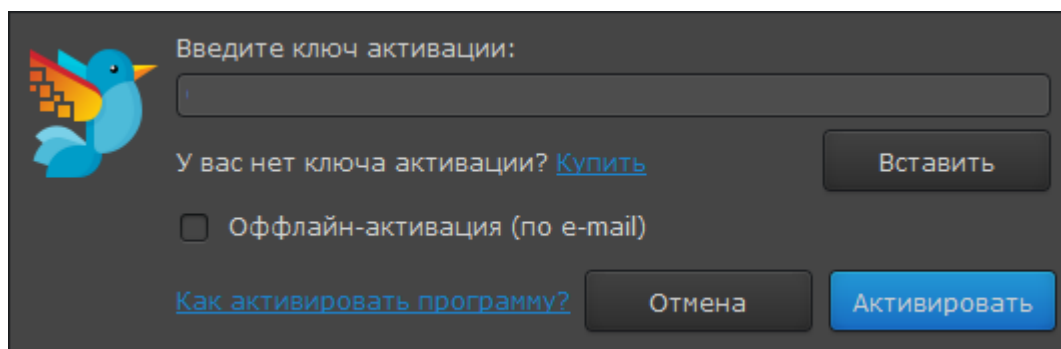 Введите ключ активации:
У вас нет ключа активации? Купить
Вставить
Оффлайн-активация (по e-mail)
Как активировать программу?
Отмена
Активировать